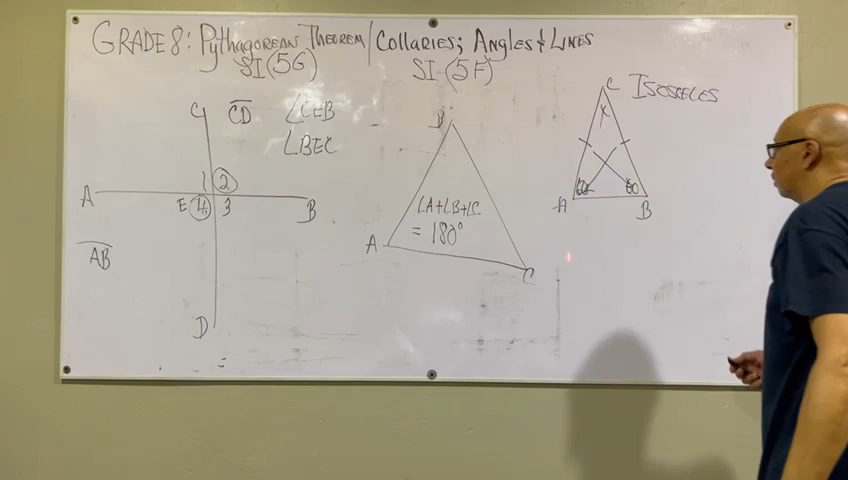 GRADE 8: PYTHAGOREAN THEOREM/COLLARIES; ANGLES & LINES
SI(5G)
SI (5F)
C
CD
∠CEB
∠BEC
1
2
A
E
4
3
B
AB
D
B
∠A+∠B+∠C
= 180°
A
C
C ISOSCELES
X
60
A
B
=